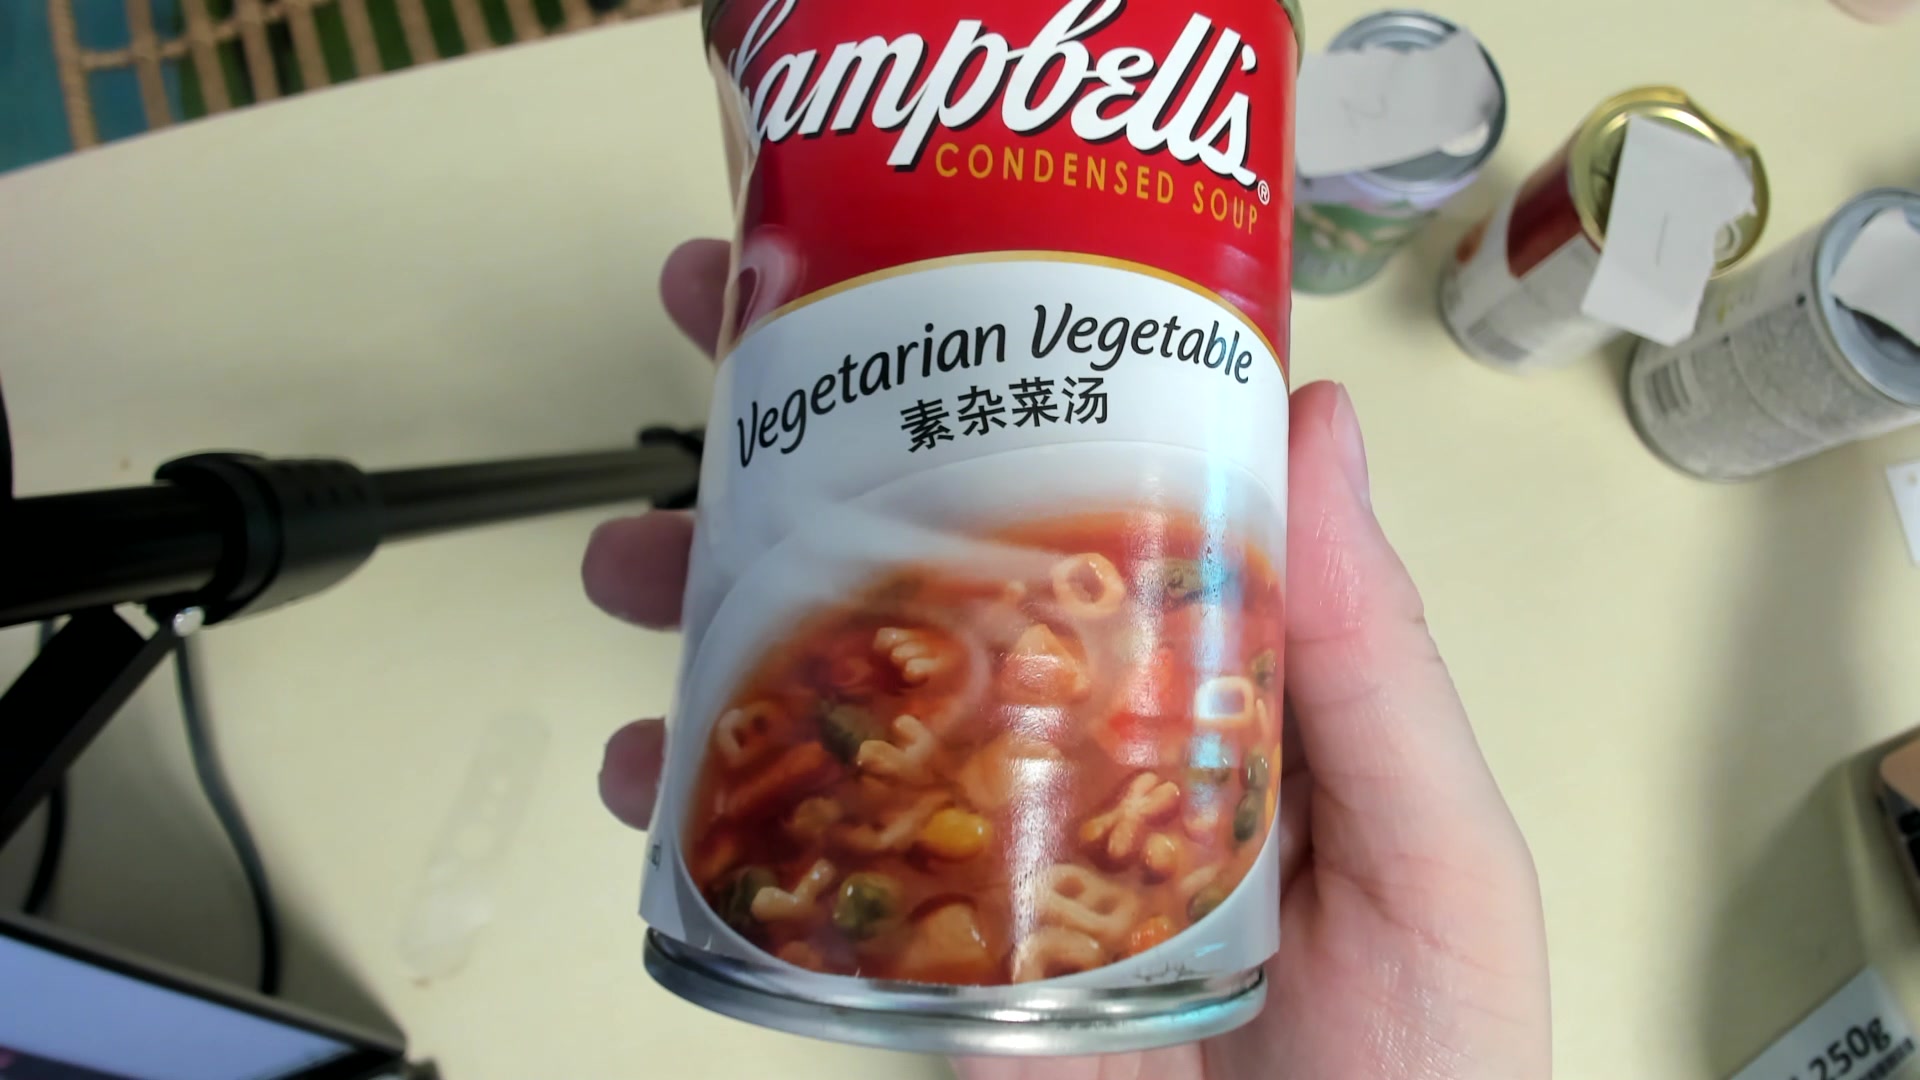 Campbell's®
CONDENSED SOUP
Vegetarian Vegetable
素杂菜汤
250g